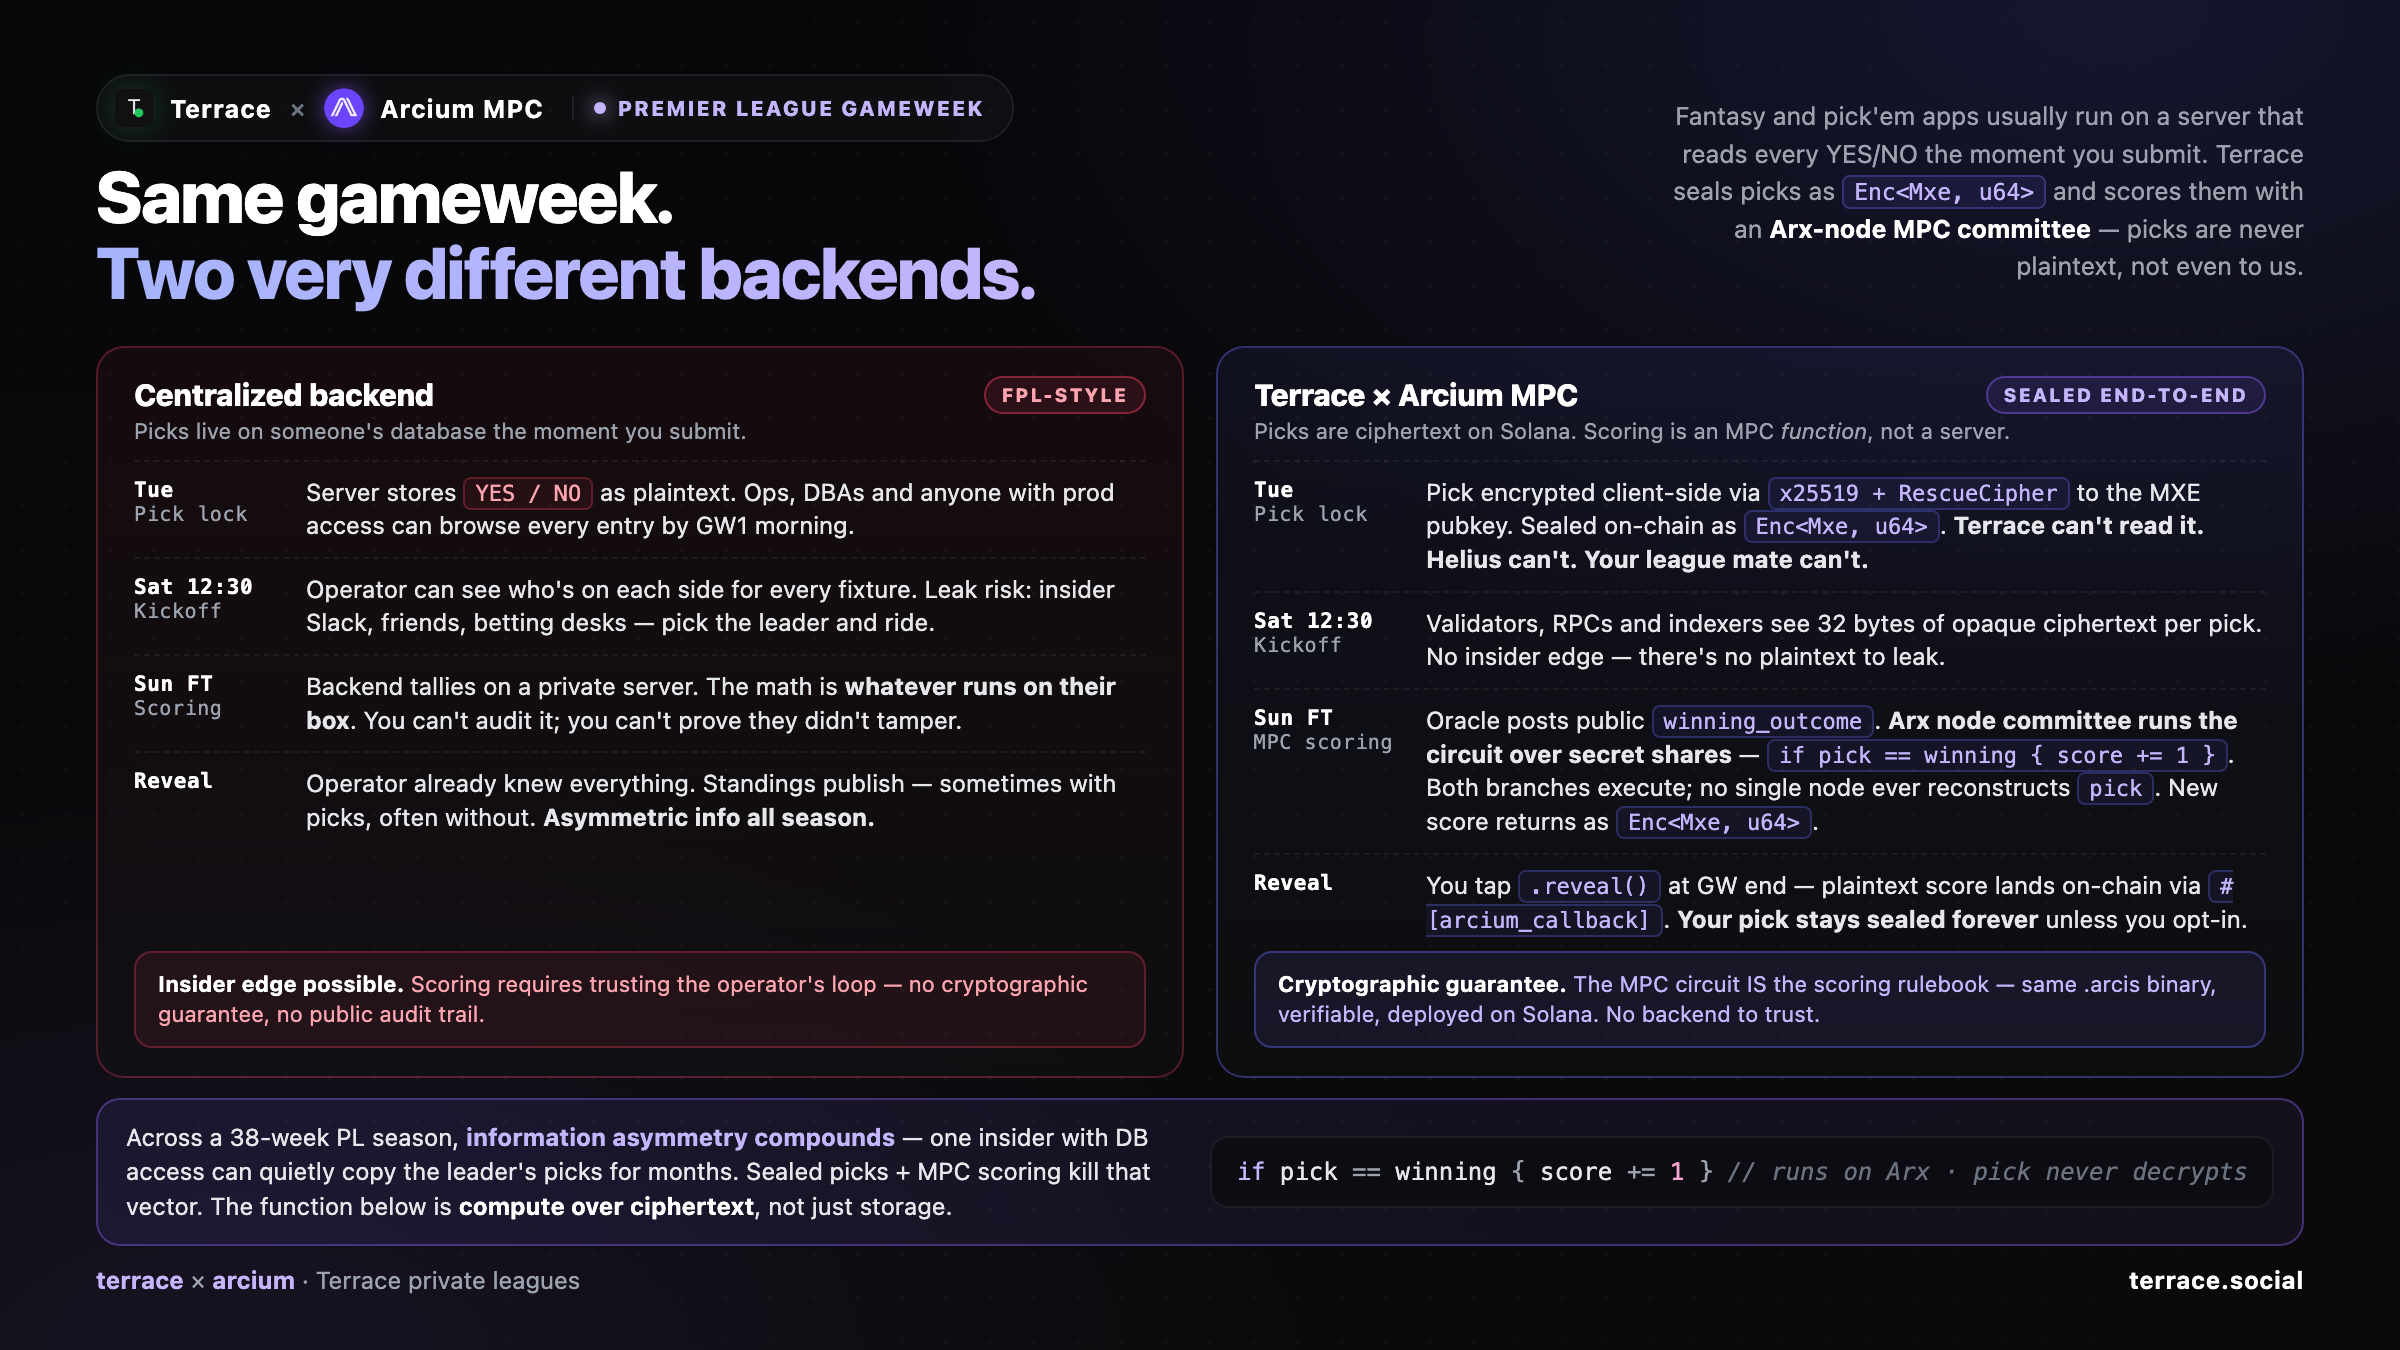 Terrace × Arcium MPC • PREMIER LEAGUE GAMEWEEK
Same gameweek.
Two very different backends.
Fantasy and pick'em apps usually run on a server that
reads every YES/NO the moment you submit. Terrace
seals picks as Enc<Mxe, u64> and scores them with
an Arx-node MPC committee — picks are never
plaintext, not even to us.
Centralized backend
FPL-STYLE
Picks live on someone's database the moment you submit.
Tue
Pick lock
Server stores YES / NO as plaintext. Ops, DBAs and anyone with prod
access can browse every entry by GW1 morning.
Sat 12:30
Kickoff
Operator can see who's on each side for every fixture. Leak risk: insider
Slack, friends, betting desks — pick the leader and ride.
Sun FT
Scoring
Backend tallies on a private server. The math is whatever runs on their
box. You can't audit it; you can't prove they didn't tamper.
Reveal
Operator already knew everything. Standings publish — sometimes with
picks, often without. Asymmetric info all season.
Insider edge possible. Scoring requires trusting the operator's loop — no cryptographic
guarantee, no public audit trail.
Terrace × Arcium MPC
SEALED END-TO-END
Picks are ciphertext on Solana. Scoring is an MPC function, not a server.
Tue
Pick lock
Pick encrypted client-side via x25519 + RescueCipher to the MXE
pubkey. Sealed on-chain as Enc<Mxe, u64>. Terrace can't read it.
Helius can't. Your league mate can't.
Sat 12:30
Kickoff
Validators, RPCs and indexers see 32 bytes of opaque ciphertext per pick.
No insider edge — there's no plaintext to leak.
Sun FT
MPC scoring
Oracle posts public winning_outcome. Arx node committee runs the
circuit over secret shares — if pick == winning { score += 1 }.
Both branches execute; no single node ever reconstructs pick. New
score returns as Enc<Mxe, u64>.
Reveal
You tap .reveal() at GW end — plaintext score lands on-chain via #
[arcium_callback]. Your pick stays sealed forever unless you opt-in.
Cryptographic guarantee. The MPC circuit IS the scoring rulebook — same .arcis binary,
verifiable, deployed on Solana. No backend to trust.
Across a 38-week PL season, information asymmetry compounds — one insider with DB
access can quietly copy the leader's picks for months. Sealed picks + MPC scoring kill that
vector. The function below is compute over ciphertext, not just storage.
if pick == winning { score += 1 } // runs on Arx · pick never decrypts
terrace × arcium · Terrace private leagues
terrace.social